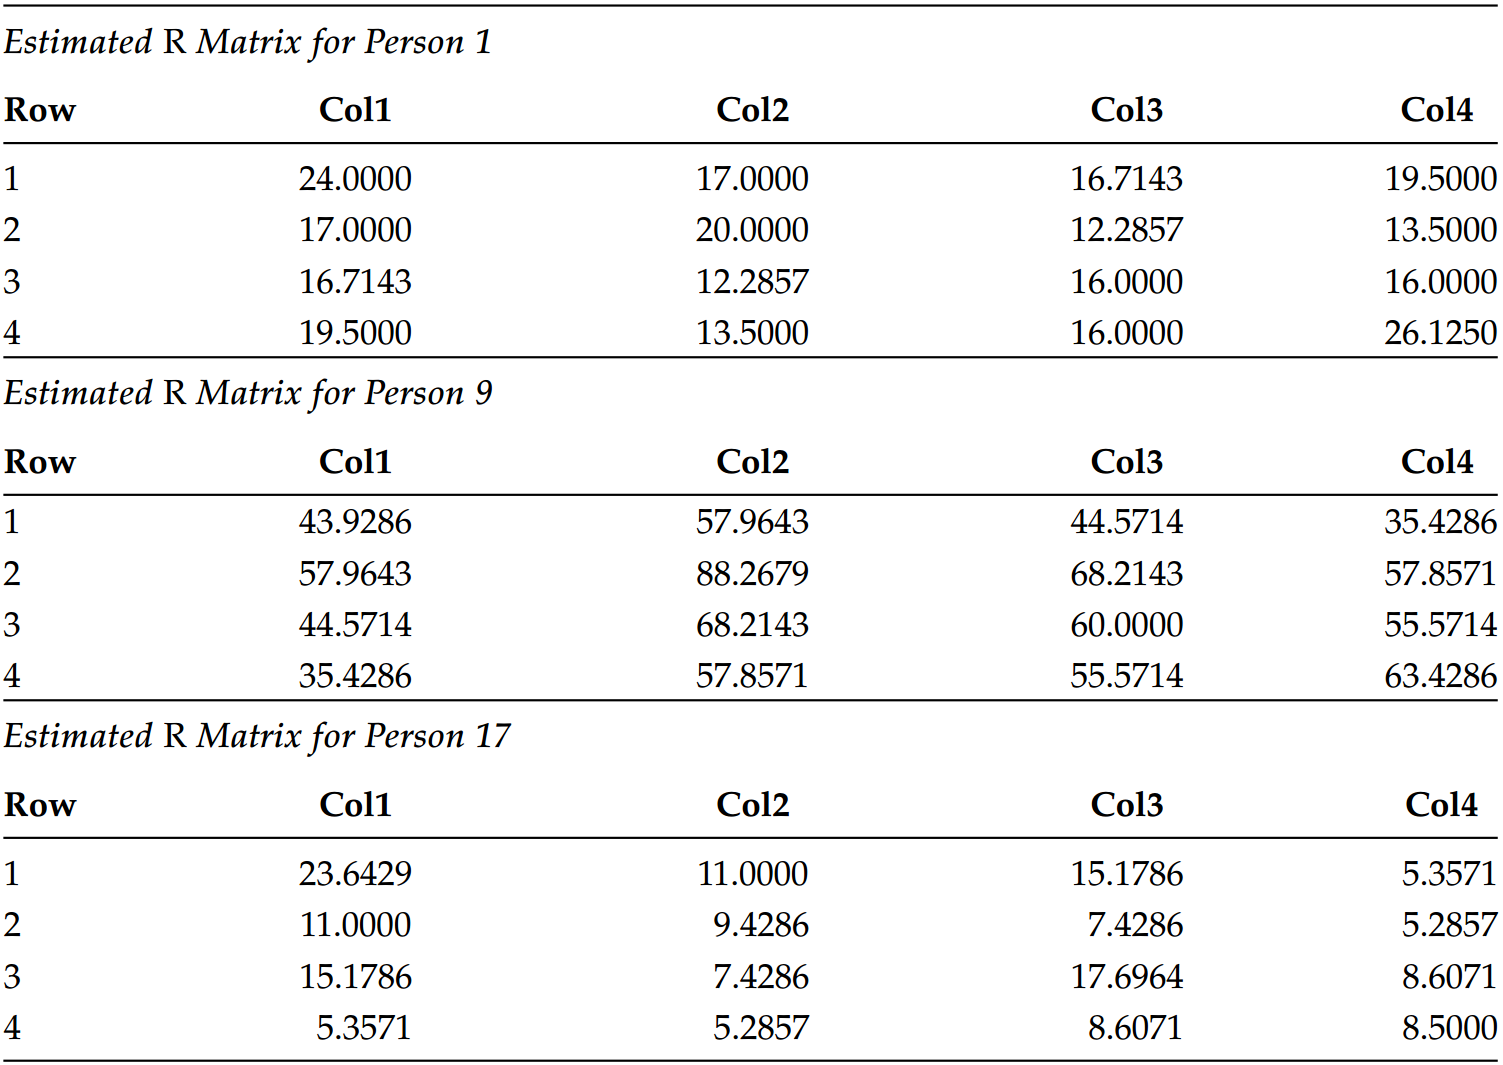 Estimated R Matrix for Person 1
Row Col1 Col2 Col3 Col4
1 24.0000 17.0000 16.7143 19.5000
2 17.0000 20.0000 12.2857 13.5000
3 16.7143 12.2857 16.0000 16.0000
4 19.5000 13.5000 16.0000 26.1250
Estimated R Matrix for Person 9
Row Col1 Col2 Col3 Col4
1 43.9286 57.9643 44.5714 35.4286
2 57.9643 88.2679 68.2143 57.8571
3 44.5714 68.2143 60.0000 55.5714
4 35.4286 57.8571 55.5714 63.4286
Estimated R Matrix for Person 17
Row Col1 Col2 Col3 Col4
1 23.6429 11.0000 15.1786 5.3571
2 11.0000 9.4286 7.4286 5.2857
3 15.1786 7.4286 17.6964 8.6071
4 5.3571 5.2857 8.6071 8.5000